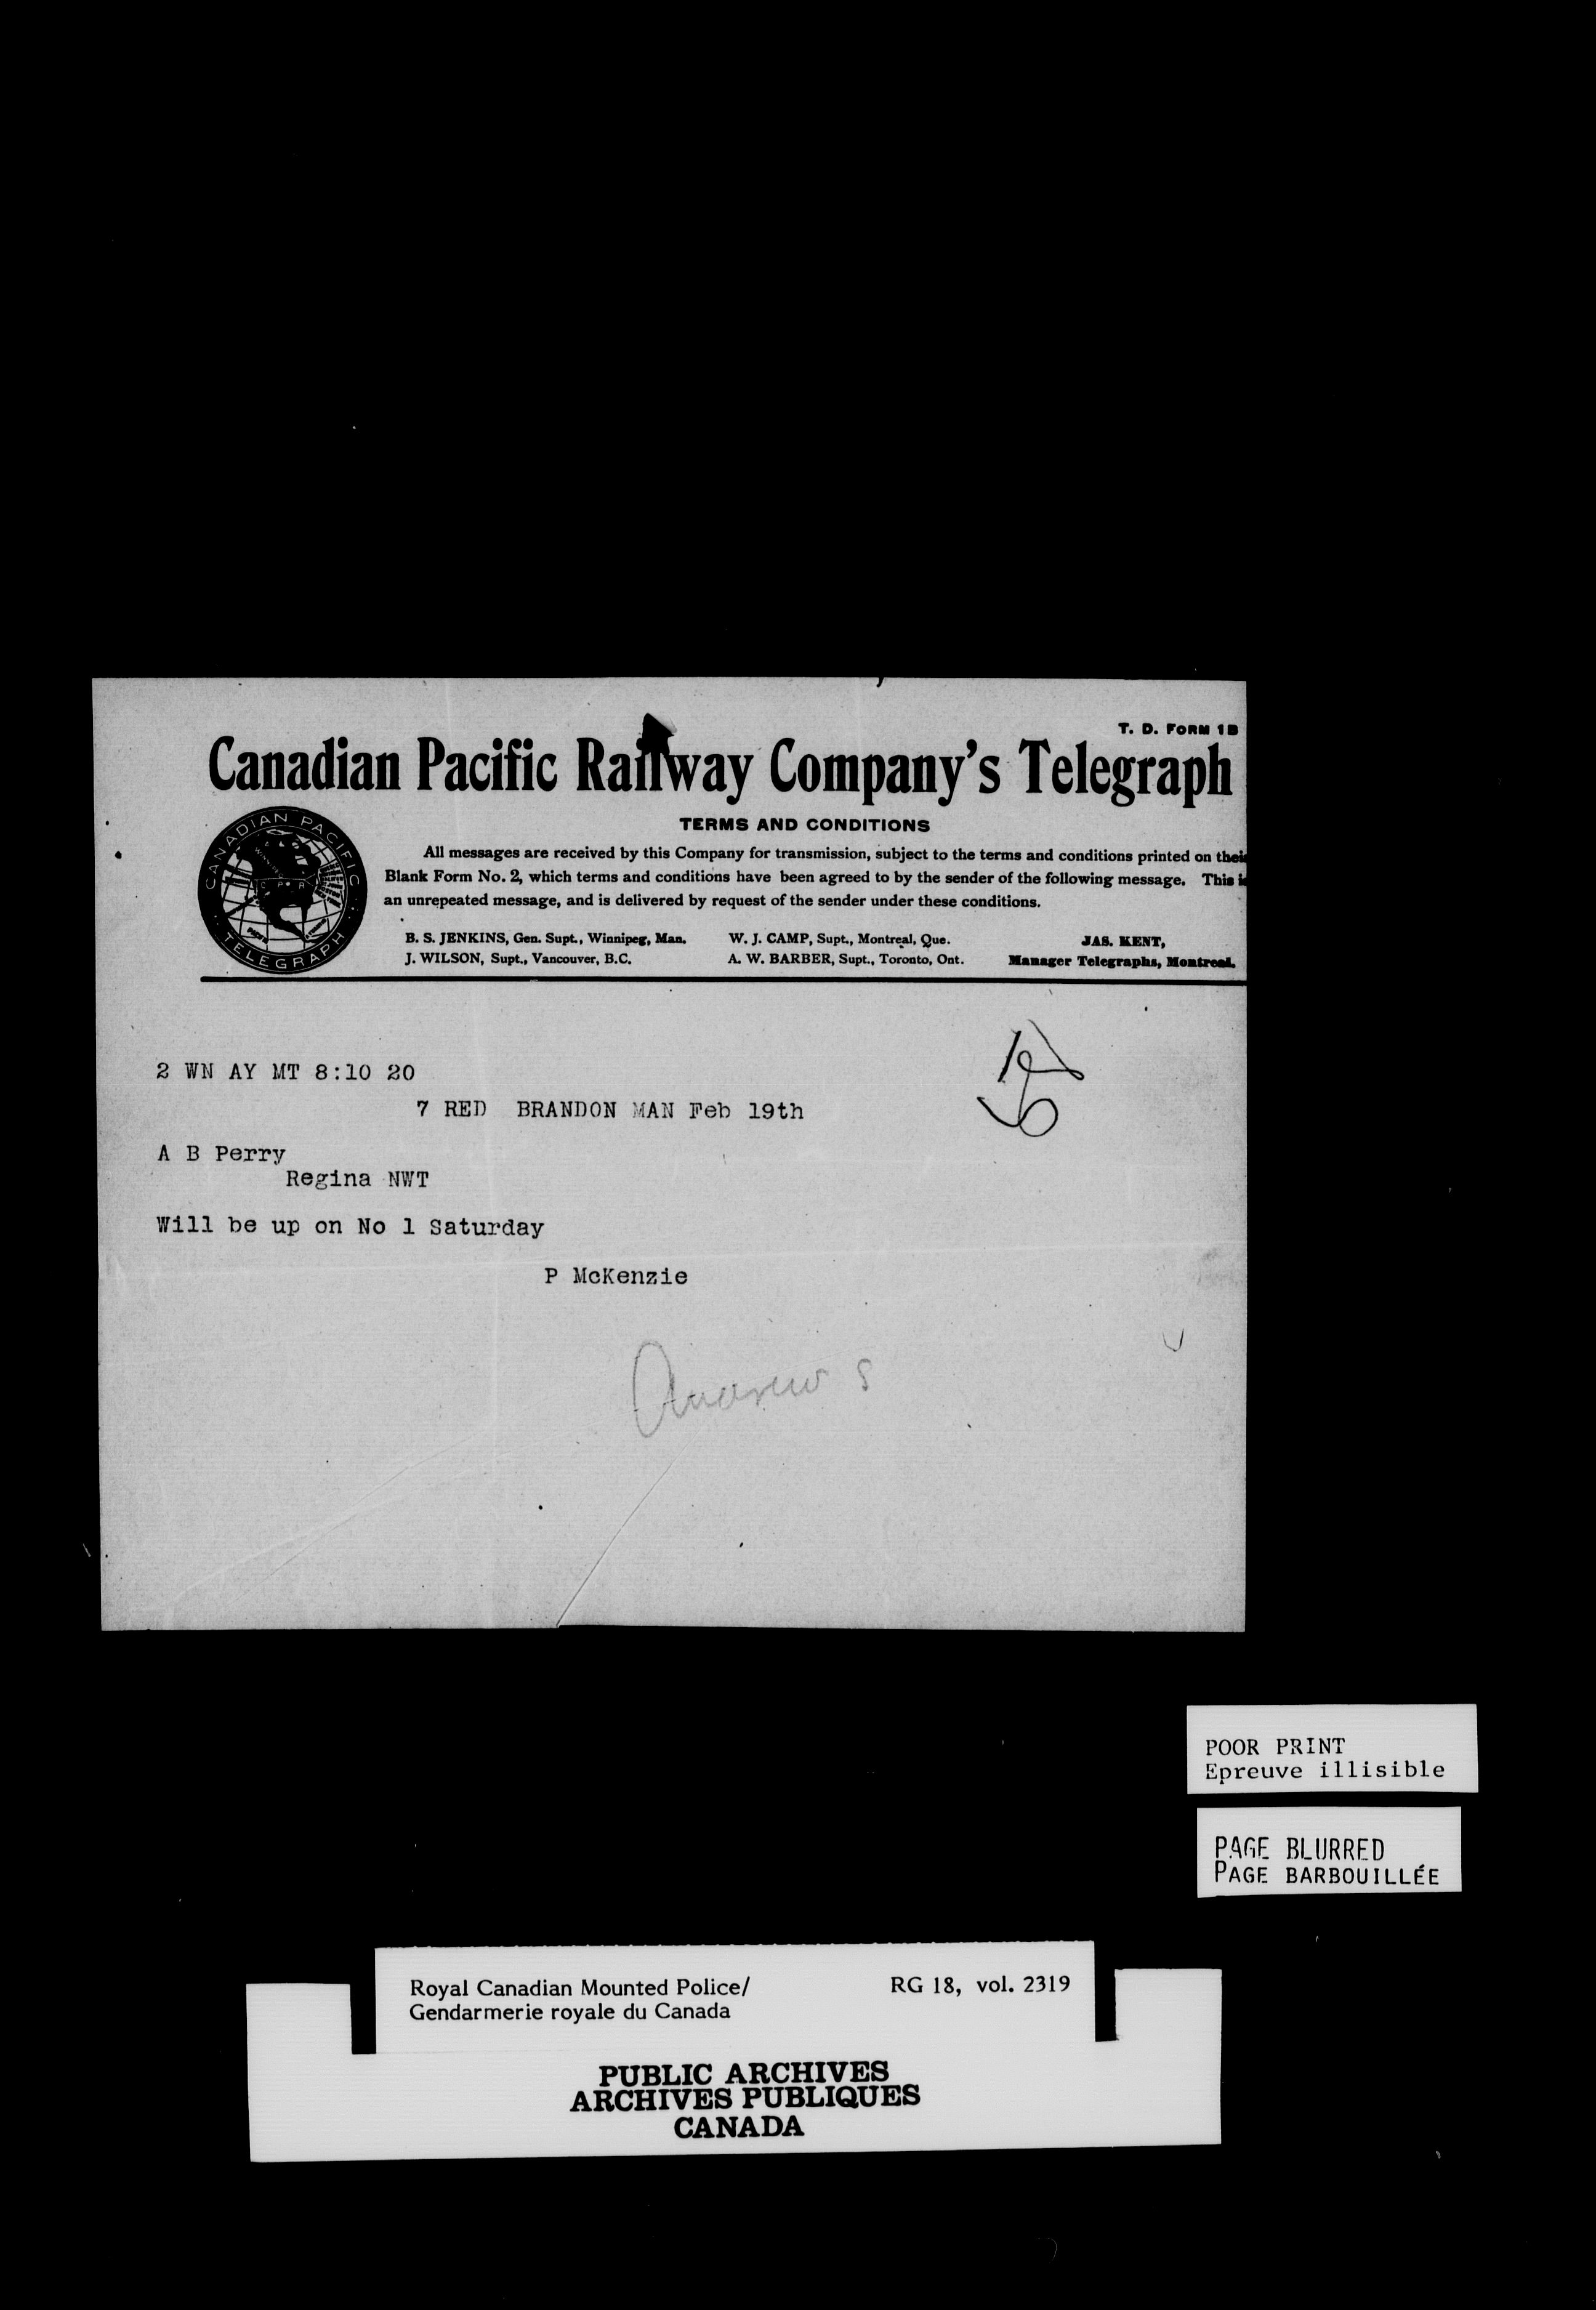 T. D. FORM 1B
Canadian Pacific Railway Company's Telegraph
TERMS AND CONDITIONS
All messages are received by this Company for transmission, subject to the terms and conditions printed on their
Blank Form No. 2, which terms and conditions have been agreed to by the sender of the following message. This is
an unrepeated message, and is delivered by request of the sender under these conditions.
B. S. JENKINS, Gen. Supt., Winnipeg, Man. W. J. CAMP, Supt., Montreal, Que. JAS. KENT,
J. WILSON, Supt., Vancouver, B.C. A. W. BARBER, Supt., Toronto, Ont. Manager Telegraphs, Montreal.
CANADIAN PACIFIC
TELEGRAPH
2 WN AY MT 8:10 20
7 RED BRANDON MAN Feb 19th
A B Perry
Regina NWT
Will be up on No 1 Saturday
P McKenzie
Andrew S
POOR PRINT
Epreuve illisible
PAGE BLURRED
PAGE BARBOUILLÉE
Royal Canadian Mounted Police/ RG 18, vol. 2319
Gendarmerie royale du Canada
PUBLIC ARCHIVES
ARCHIVES PUBLIQUES
CANADA